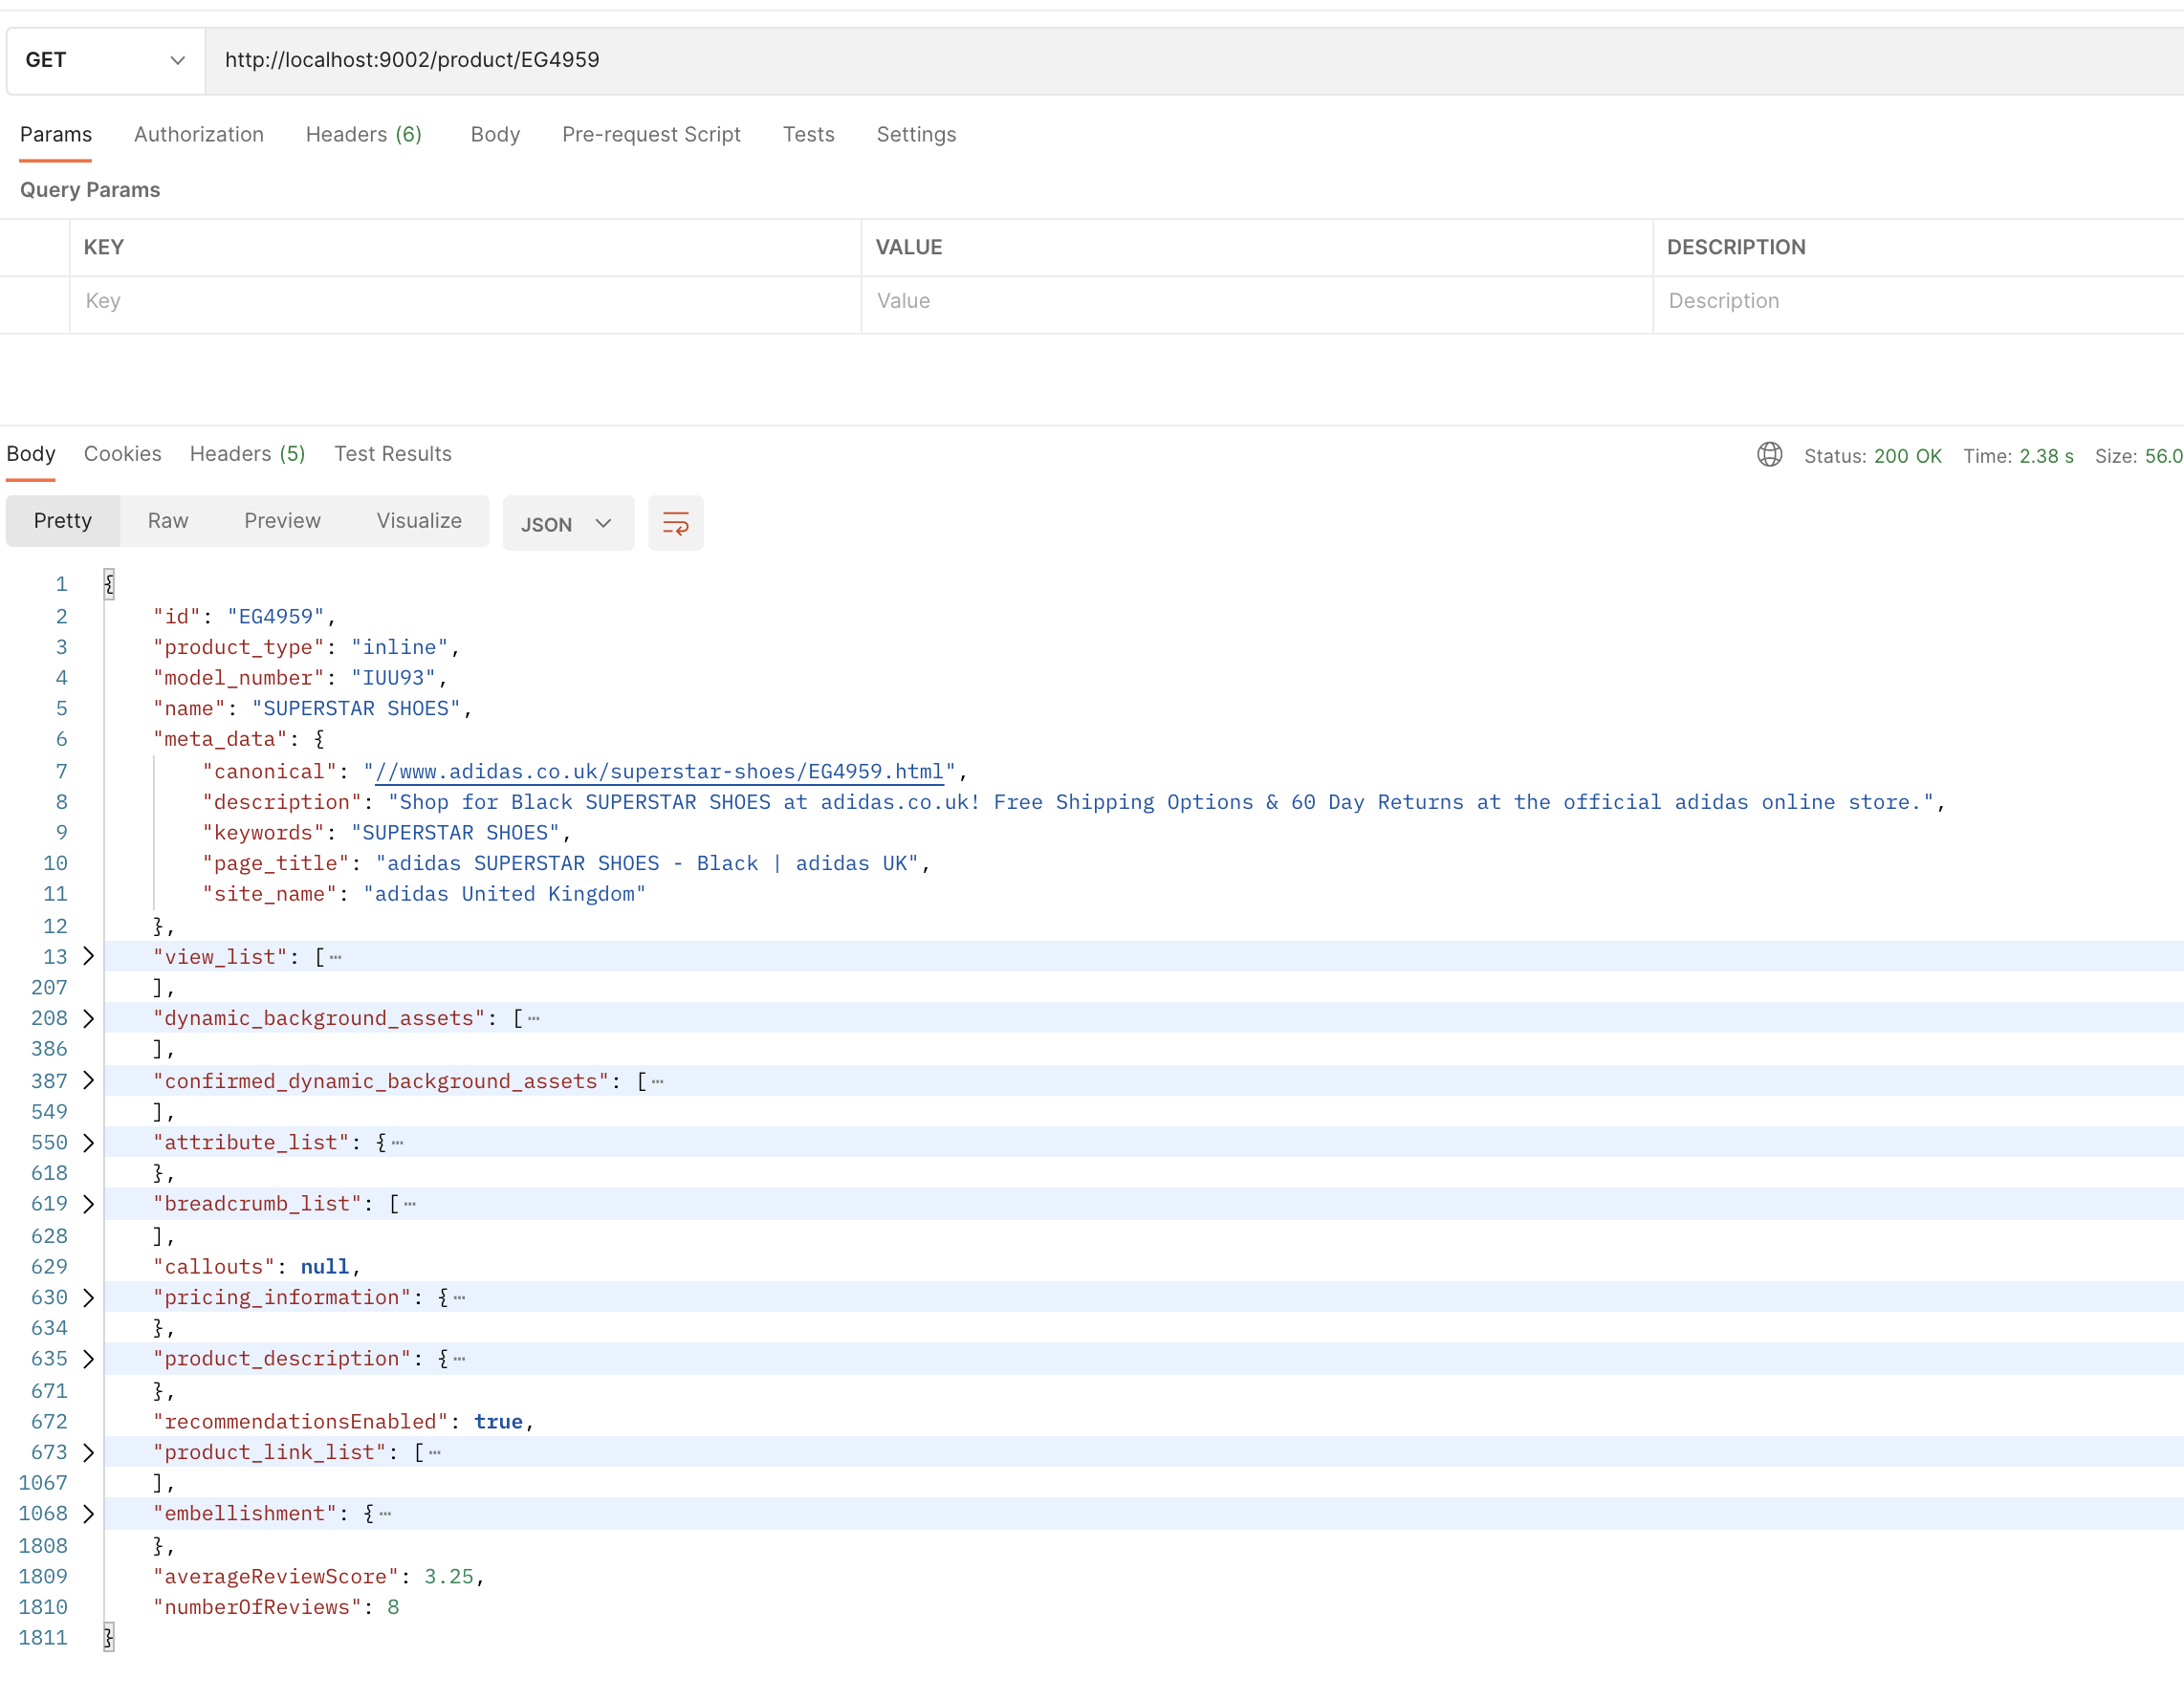 GET http://localhost:9002/product/EG4959
Params Authorization Headers (6) Body Pre-request Script Tests Settings
Query Params
KEY VALUE DESCRIPTION
Key Value Description
Body Cookies Headers (5) Test Results Status: 200 OK Time: 2.38 s Size: 56.0
Pretty Raw Preview Visualize JSON
1 {
2 "id": "EG4959",
3 "product_type": "inline",
4 "model_number": "IUU93",
5 "name": "SUPERSTAR SHOES",
6 "meta_data": {
7 "canonical": "//www.adidas.co.uk/superstar-shoes/EG4959.html",
8 "description": "Shop for Black SUPERSTAR SHOES at adidas.co.uk! Free Shipping Options & 60 Day Returns at the official adidas online store.",
9 "keywords": "SUPERSTAR SHOES",
10 "page_title": "adidas SUPERSTAR SHOES - Black | adidas UK",
11 "site_name": "adidas United Kingdom"
12 },
13 "view_list": [⋯
207 ],
208 "dynamic_background_assets": [⋯
386 ],
387 "confirmed_dynamic_background_assets": [⋯
549 ],
550 "attribute_list": {⋯
618 },
619 "breadcrumb_list": [⋯
628 ],
629 "callouts": null,
630 "pricing_information": {⋯
634 },
635 "product_description": {⋯
671 },
672 "recommendationsEnabled": true,
673 "product_link_list": [⋯
1067 ],
1068 "embellishment": {⋯
1808 },
1809 "averageReviewScore": 3.25,
1810 "numberOfReviews": 8
1811 }